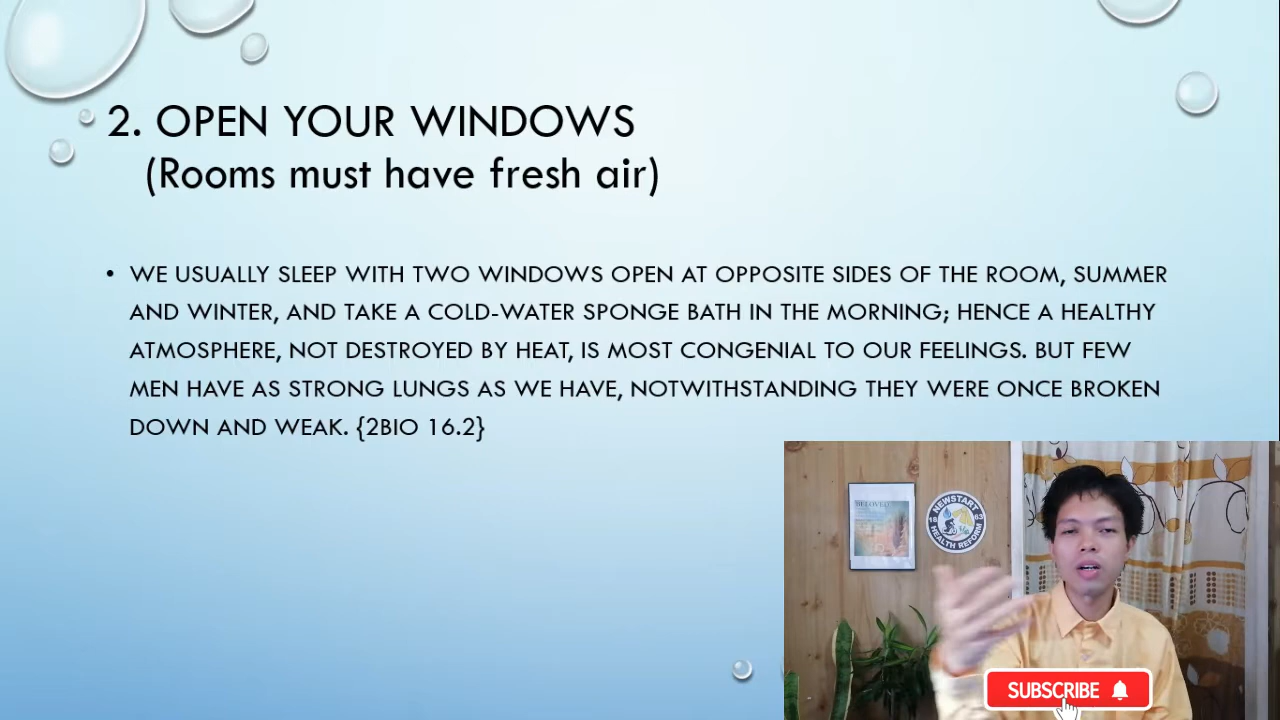 2. OPEN YOUR WINDOWS
(Rooms must have fresh air)
• WE USUALLY SLEEP WITH TWO WINDOWS OPEN AT OPPOSITE SIDES OF THE ROOM, SUMMER
AND WINTER, AND TAKE A COLD-WATER SPONGE BATH IN THE MORNING; HENCE A HEALTHY
ATMOSPHERE, NOT DESTROYED BY HEAT, IS MOST CONGENIAL TO OUR FEELINGS. BUT FEW
MEN HAVE AS STRONG LUNGS AS WE HAVE, NOTWITHSTANDING THEY WERE ONCE BROKEN
DOWN AND WEAK. {2BIO 16.2}
BELOVED
NEWSTART
18 63
HEALTH REFORM
SUBSCRIBE